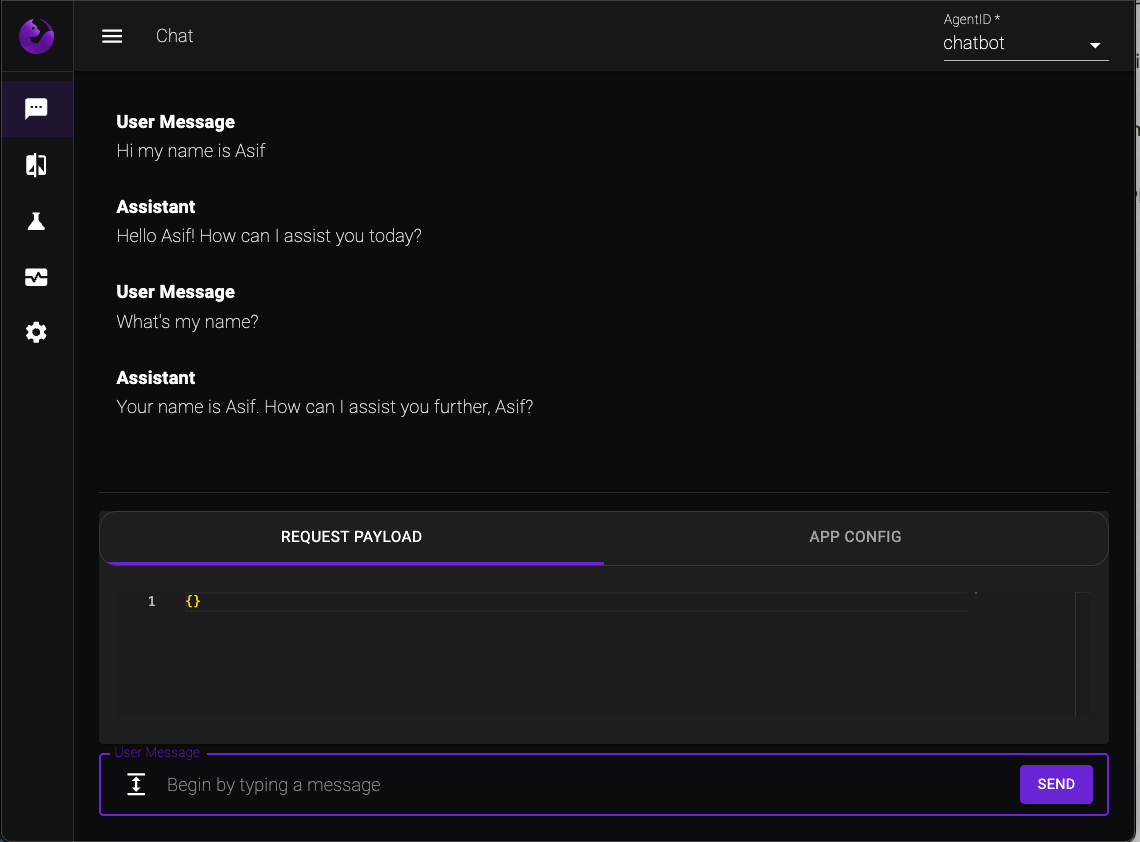 Chat
AgentID *
chatbot
User Message
Hi my name is Asif
Assistant
Hello Asif! How can I assist you today?
User Message
What's my name?
Assistant
Your name is Asif. How can I assist you further, Asif?
REQUEST PAYLOAD
APP CONFIG
1 {}
User Message
Begin by typing a message
SEND